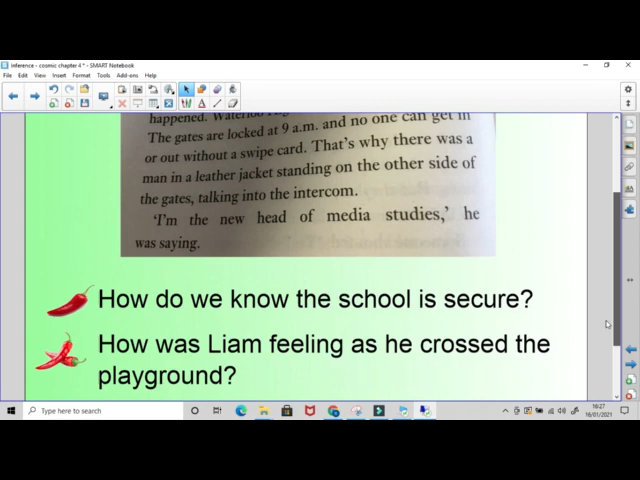 inference - cosmic chapter 4 * - SMART Notebook
File Edit View Insert Format Tools Add-ons Help
happened. Waterloo
The gates are locked at 9 a.m. and no one can get in
or out without a swipe card. That's why there was a
man in a leather jacket standing on the other side of
the gates, talking into the intercom.
'I'm the new head of media studies,' he
was saying.
How do we know the school is secure?
How was Liam feeling as he crossed the
playground?
Type here to search
16:27
16/01/2021